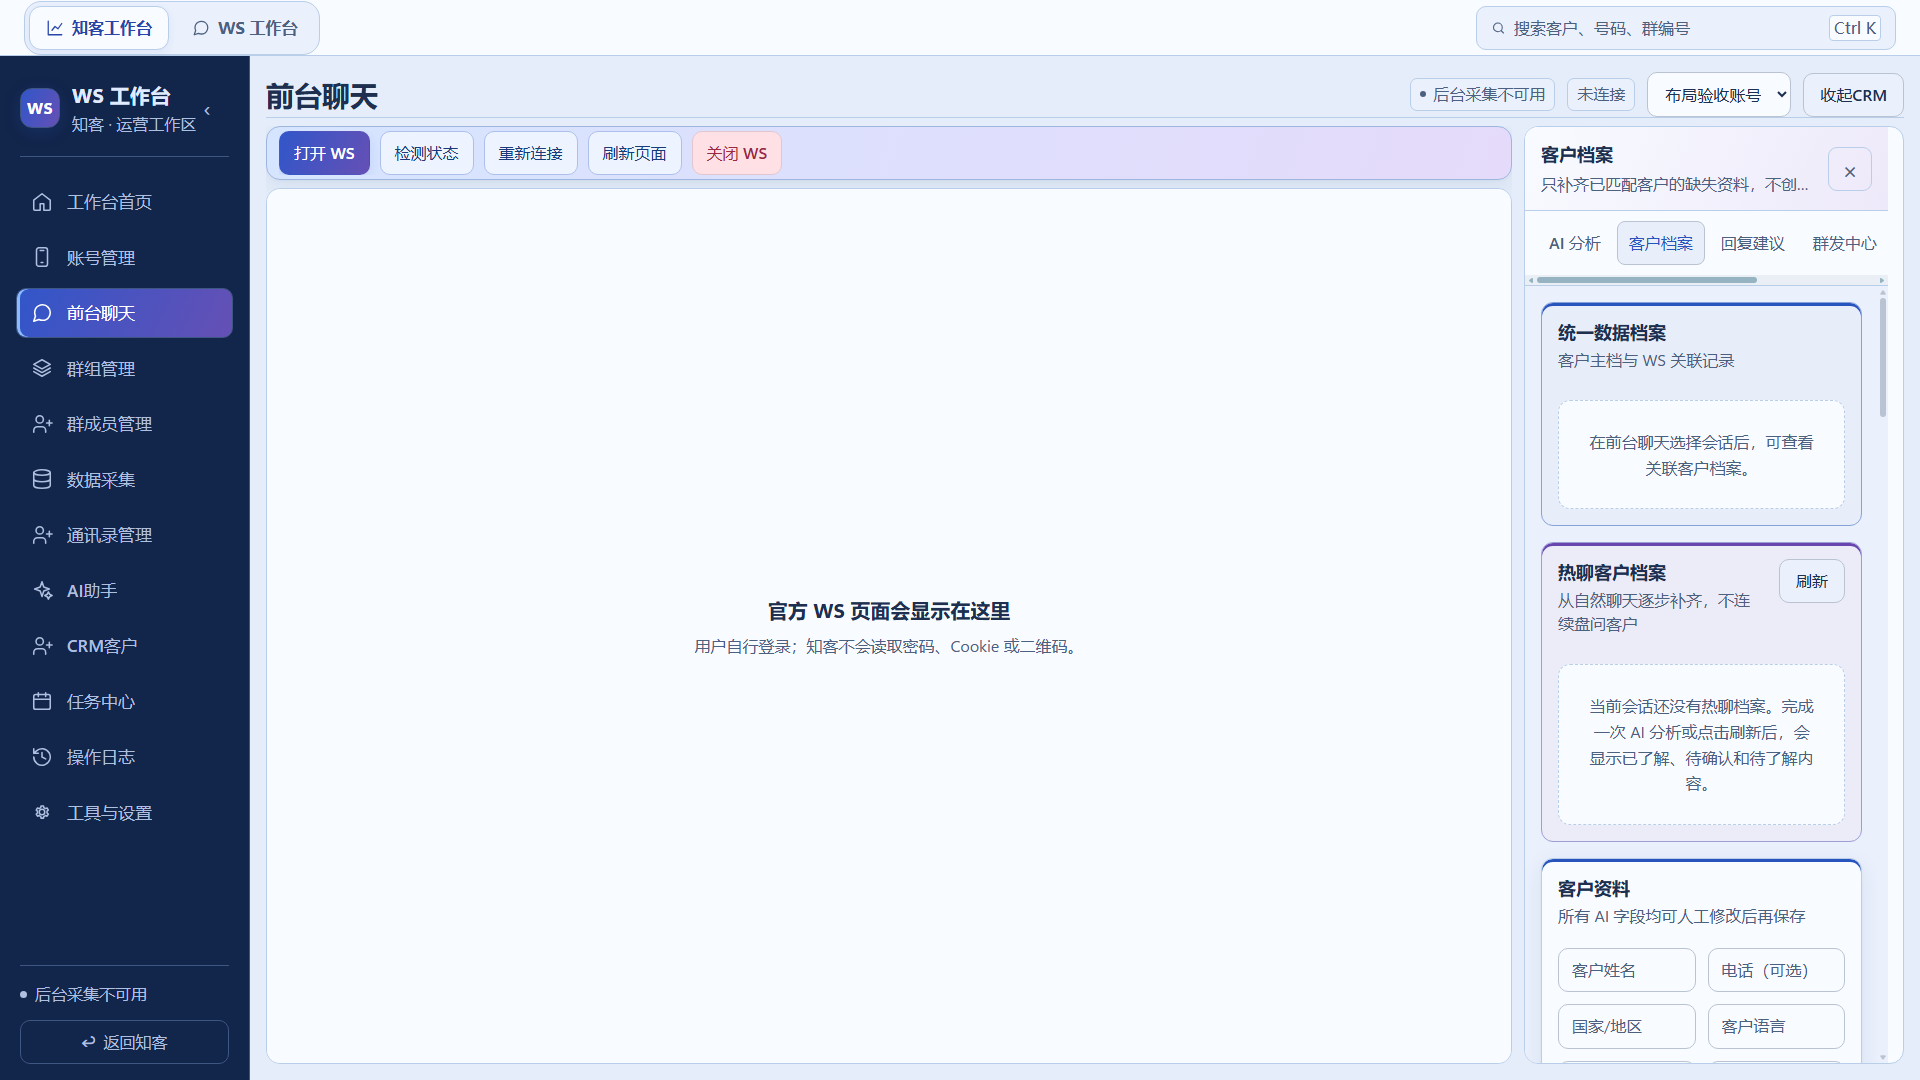 知客工作台
WS 工作台
搜索客户、号码、群编号
Ctrl K
WS
WS 工作台
知客 · 运营工作区
工作台首页
账号管理
前台聊天
群组管理
群成员管理
数据采集
通讯录管理
AI助手
CRM客户
任务中心
操作日志
工具与设置
后台采集不可用
返回知客
前台聊天
后台采集不可用
未连接
布局验收账号
收起CRM
打开 WS
检测状态
重新连接
刷新页面
关闭 WS
官方 WS 页面会显示在这里
用户自行登录；知客不会读取密码、Cookie 或二维码。
客户档案
只补齐已匹配客户的缺失资料，不创...
AI 分析
客户档案
回复建议
群发中心
统一数据档案
客户主档与 WS 关联记录
在前台聊天选择会话后，可查看
关联客户档案。
热聊客户档案
刷新
从自然聊天逐步补齐，不连
续盘问客户
当前会话还没有热聊档案。完成
一次 AI 分析或点击刷新后，会
显示已了解、待确认和待了解内
容。
客户资料
所有 AI 字段均可人工修改后再保存
客户姓名
电话（可选）
国家/地区
客户语言